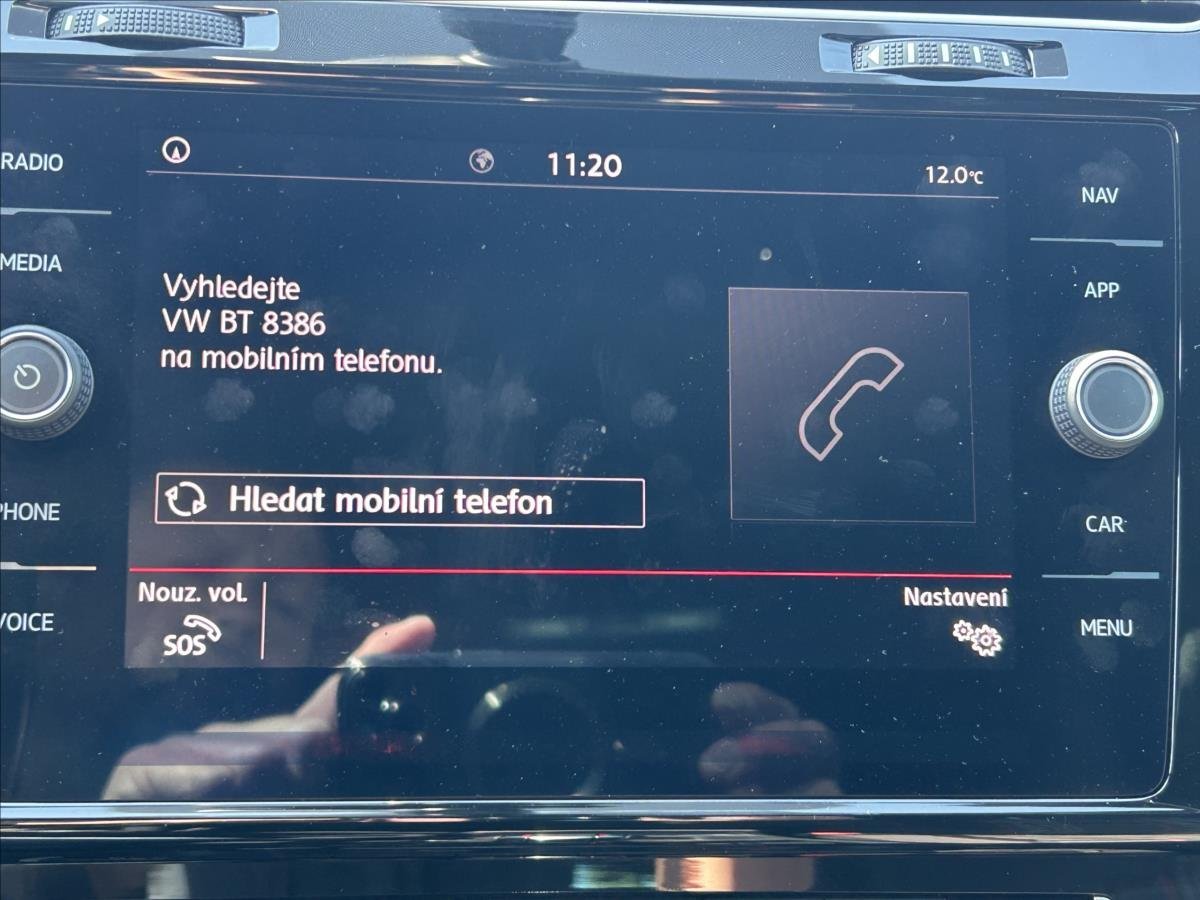 RADIO
MEDIA
PHONE
VOICE
11:20
12.0°C
Vyhledejte
VW BT 8386
na mobilním telefonu.
Hledat mobilní telefon
Nouz. vol.
SOS
Nastavení
NAV
APP
CAR
MENU